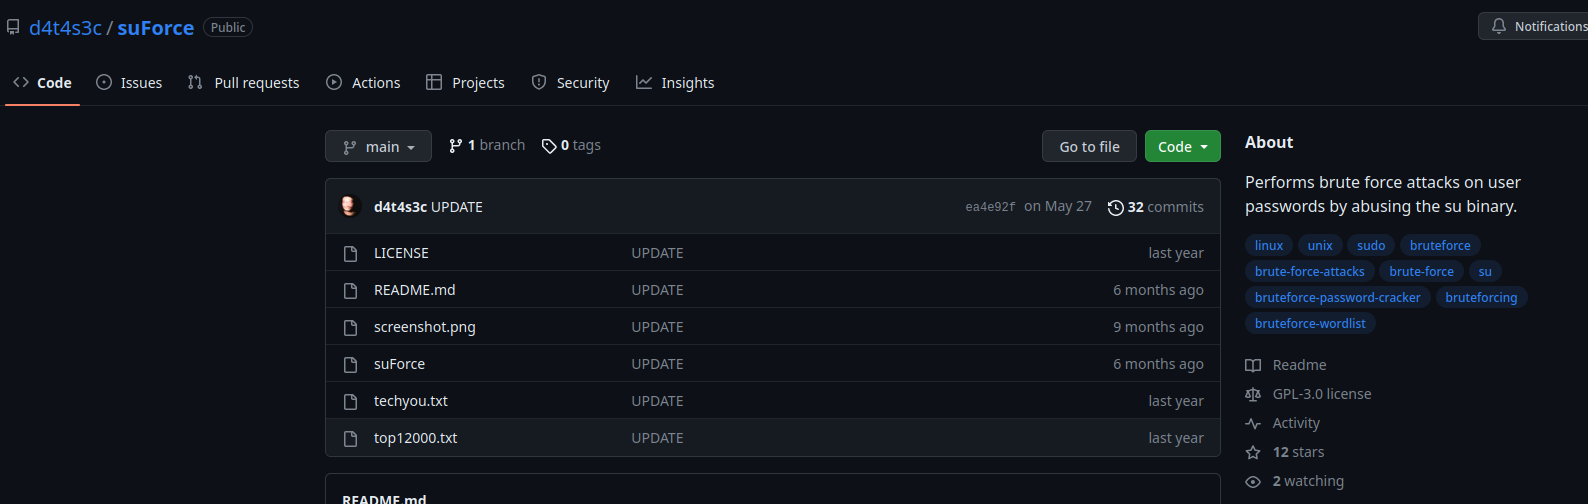 d4t4s3c / suForce Public
Notifications
Code Issues Pull requests Actions Projects Security Insights
main 1 branch 0 tags Go to file Code
d4t4s3c UPDATE ea4e92f on May 27 32 commits
LICENSE UPDATE last year
README.md UPDATE 6 months ago
screenshot.png UPDATE 9 months ago
suForce UPDATE 6 months ago
techyou.txt UPDATE last year
top12000.txt UPDATE last year
README.md
About
Performs brute force attacks on user
passwords by abusing the su binary.
linux unix sudo bruteforce
brute-force-attacks brute-force su
bruteforce-password-cracker bruteforcing
bruteforce-wordlist
Readme
GPL-3.0 license
Activity
12 stars
2 watching